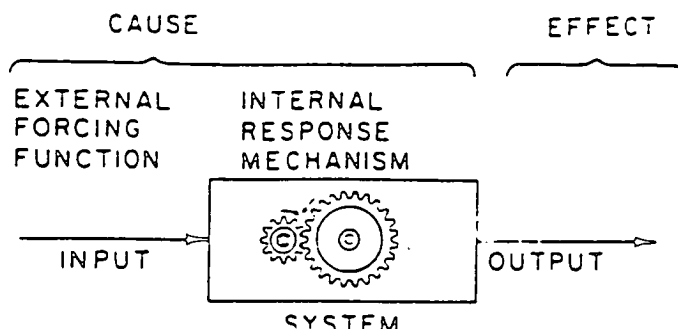 CAUSE EFFECT
EXTERNAL INTERNAL
FORCING RESPONSE
FUNCTION MECHANISM
INPUT OUTPUT
SYSTEM